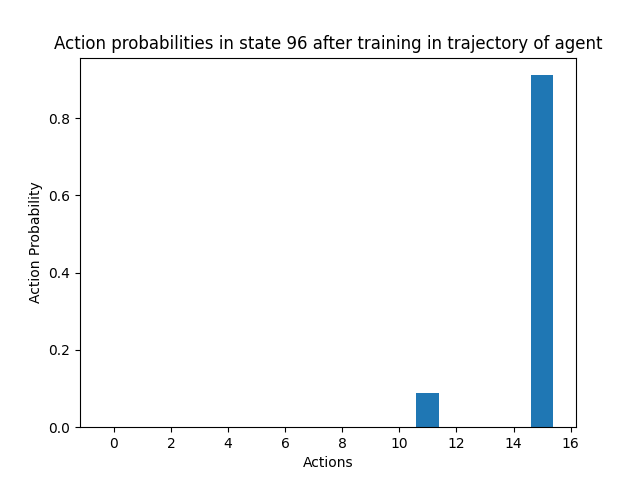 Action probabilities in state 96 after training in trajectory of agent
Action Probability
0.8
0.6
0.4
0.2
0.0
0 2 4 6 8 10 12 14 16
Actions